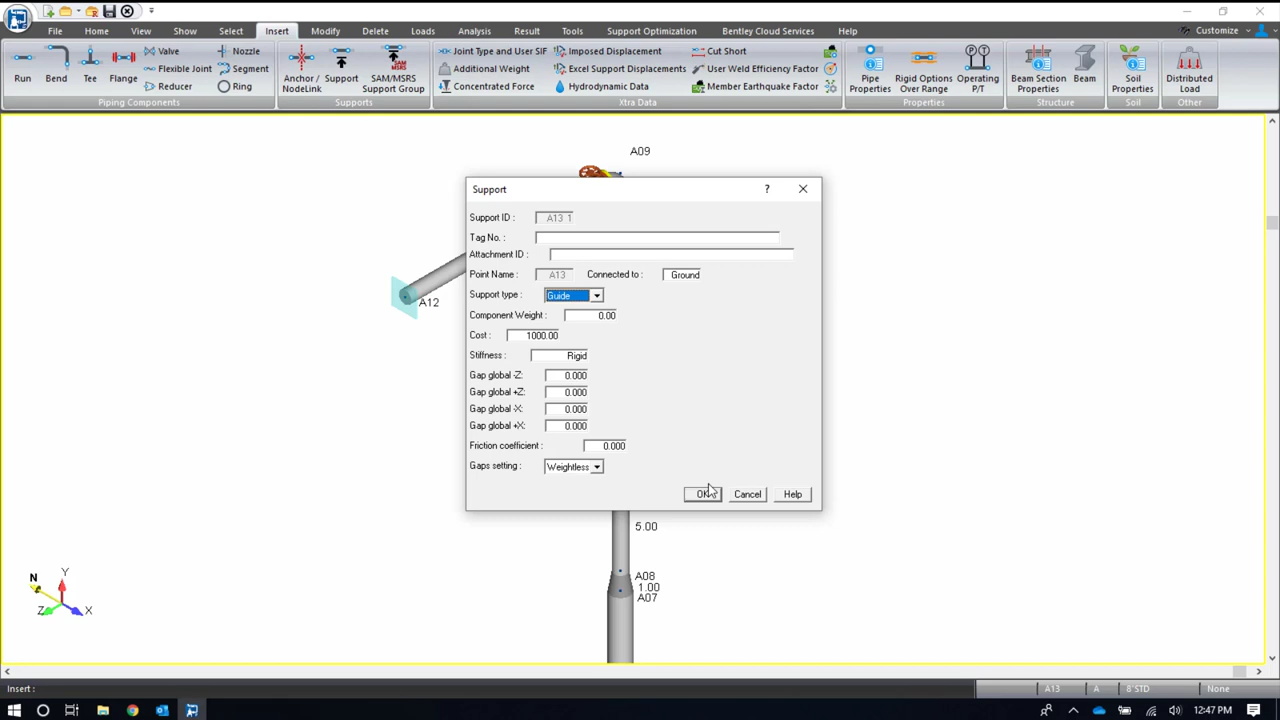 File Home View Show Select Insert Modify Delete Loads Analysis Result Tools Support Optimization Bentley Cloud Services Help Customize
Run Bend Tee Flange
Valve
Flexible Joint
Reducer
Nozzle
Segment
Ring
Anchor /
NodeLink
Support
SAM/MSRS
Support Group
Joint Type and User SIF
Additional Weight
Concentrated Force
Imposed Displacement
Excel Support Displacements
Hydrodynamic Data
Cut Short
User Weld Efficiency Factor
Member Earthquake Factor
Pipe
Properties
Rigid Options
Over Range
Operating
P/T
Beam Section
Properties
Beam
Soil
Properties
Distributed
Load
Piping Components Supports Xtra Data Properties Structure Soil Other
A09
Support ?
Support ID : A13 1
Tag No. :
Attachment ID :
Point Name : A13 Connected to : Ground
Support type : Guide
Component Weight : 0.00
Cost : 1000.00
Stiffness : Rigid
Gap global -Z: 0.000
Gap global +Z: 0.000
Gap global -X: 0.000
Gap global +X: 0.000
Friction coefficient : 0.000
Gaps setting : Weightless
OK Cancel Help
A12
5.00
A08
1.00
A07
N Y Z X
Insert : A13 A 8"STD None
12:47 PM